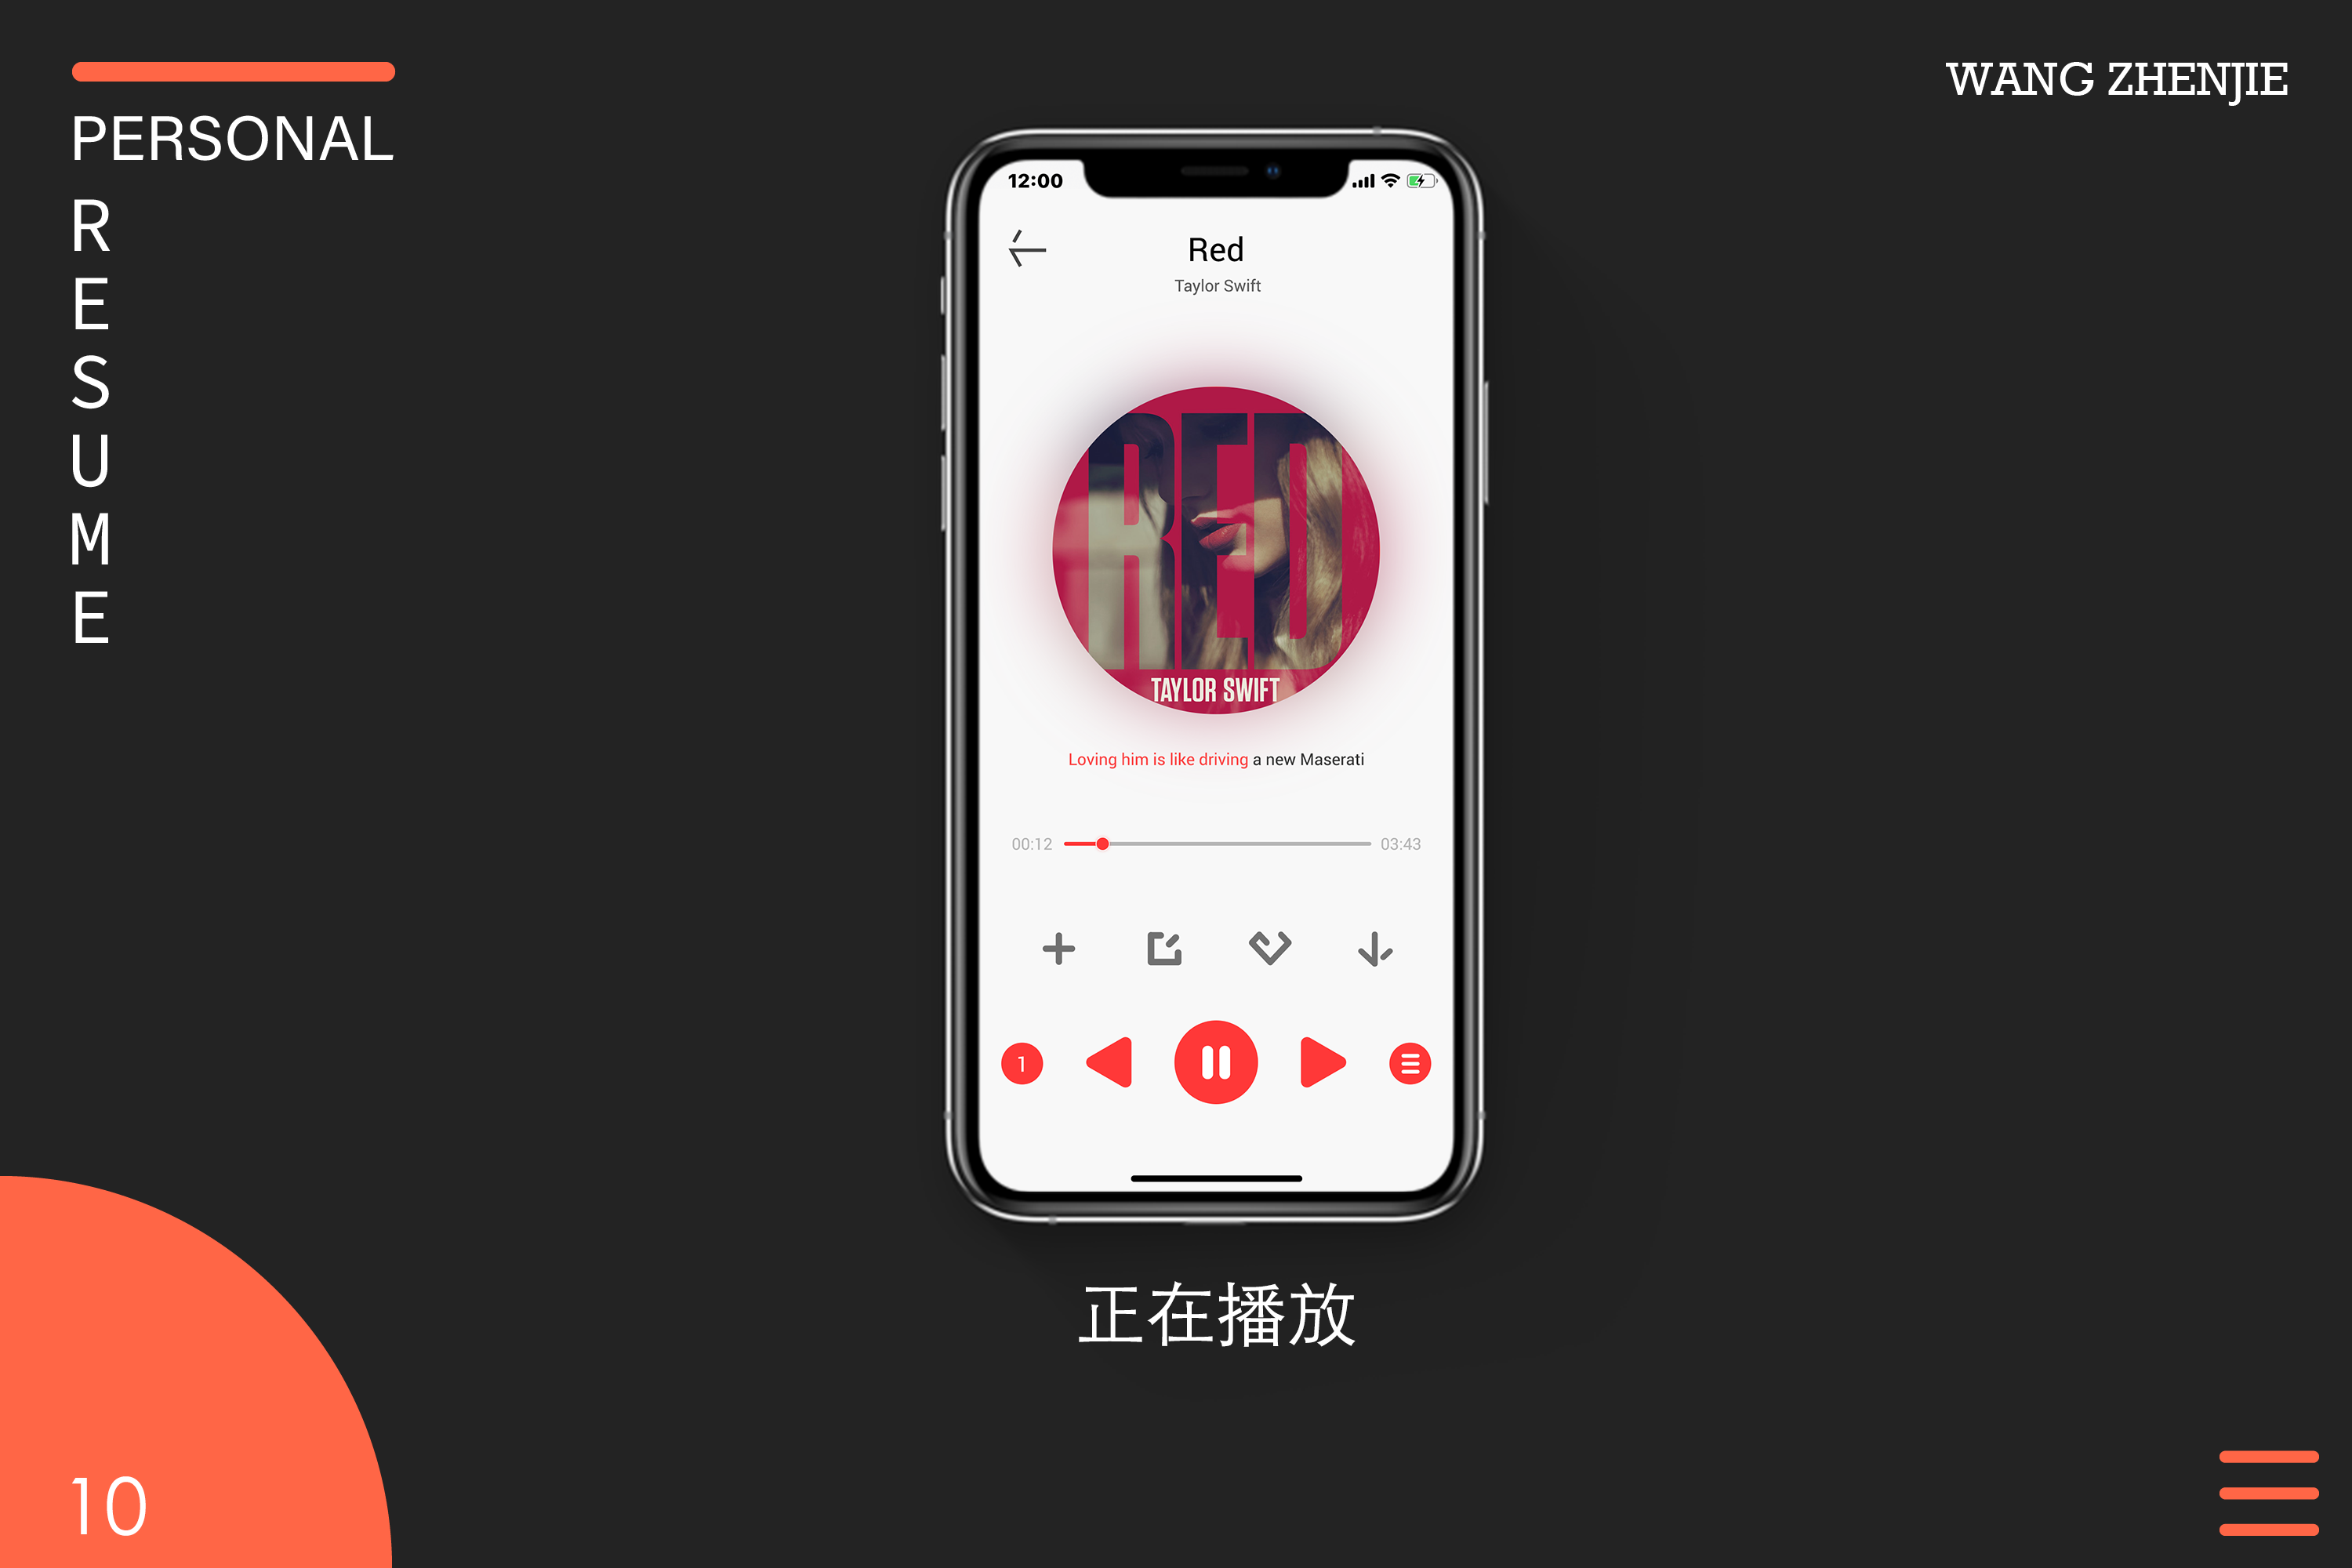 PERSONAL
R
E
S
U
M
E
WANG ZHENJIE
12:00
Red
Taylor Swift
RED
TAYLOR SWIFT
Loving him is like driving a new Maserati
00:12 03:43
1
正在播放
10